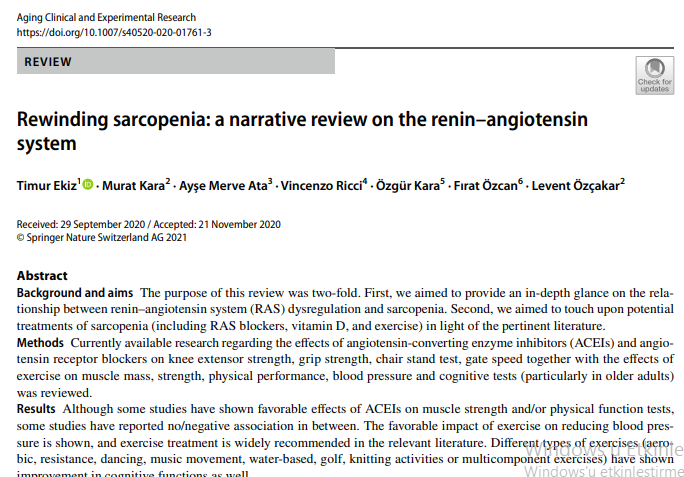 Aging Clinical and Experimental Research
https://doi.org/10.1007/s40520-020-01761-3
REVIEW
Check for
updates
Rewinding sarcopenia: a narrative review on the renin–angiotensin
system
Timur Ekiz1 iD · Murat Kara2 · Ayşe Merve Ata3 · Vincenzo Ricci4 · Özgür Kara5 · Fırat Özcan6 · Levent Özçakar2
Received: 29 September 2020 / Accepted: 21 November 2020
© Springer Nature Switzerland AG 2021
Abstract
Background and aims The purpose of this review was two-fold. First, we aimed to provide an in-depth glance on the rela-
tionship between renin–angiotensin system (RAS) dysregulation and sarcopenia. Second, we aimed to touch upon potential
treatments of sarcopenia (including RAS blockers, vitamin D, and exercise) in light of the pertinent literature.
Methods Currently available research regarding the effects of angiotensin-converting enzyme inhibitors (ACEIs) and angio-
tensin receptor blockers on knee extensor strength, grip strength, chair stand test, gate speed together with the effects of
exercise on muscle mass, strength, physical performance, blood pressure and cognitive tests (particularly in older adults)
was reviewed.
Results Although some studies have shown favorable effects of ACEIs on muscle strength and/or physical function tests,
some studies have reported no/negative association in between. The favorable impact of exercise on reducing blood pres-
sure is shown, and exercise treatment is widely recommended in the relevant literature. Different types of exercises (aero-
bic, resistance, dancing, music movement, water-based, golf, knitting activities or multicomponent exercises) have shown
improvement in cognitive functions as well.
Windows'u Etkinle
Windows'u etkinleştirme